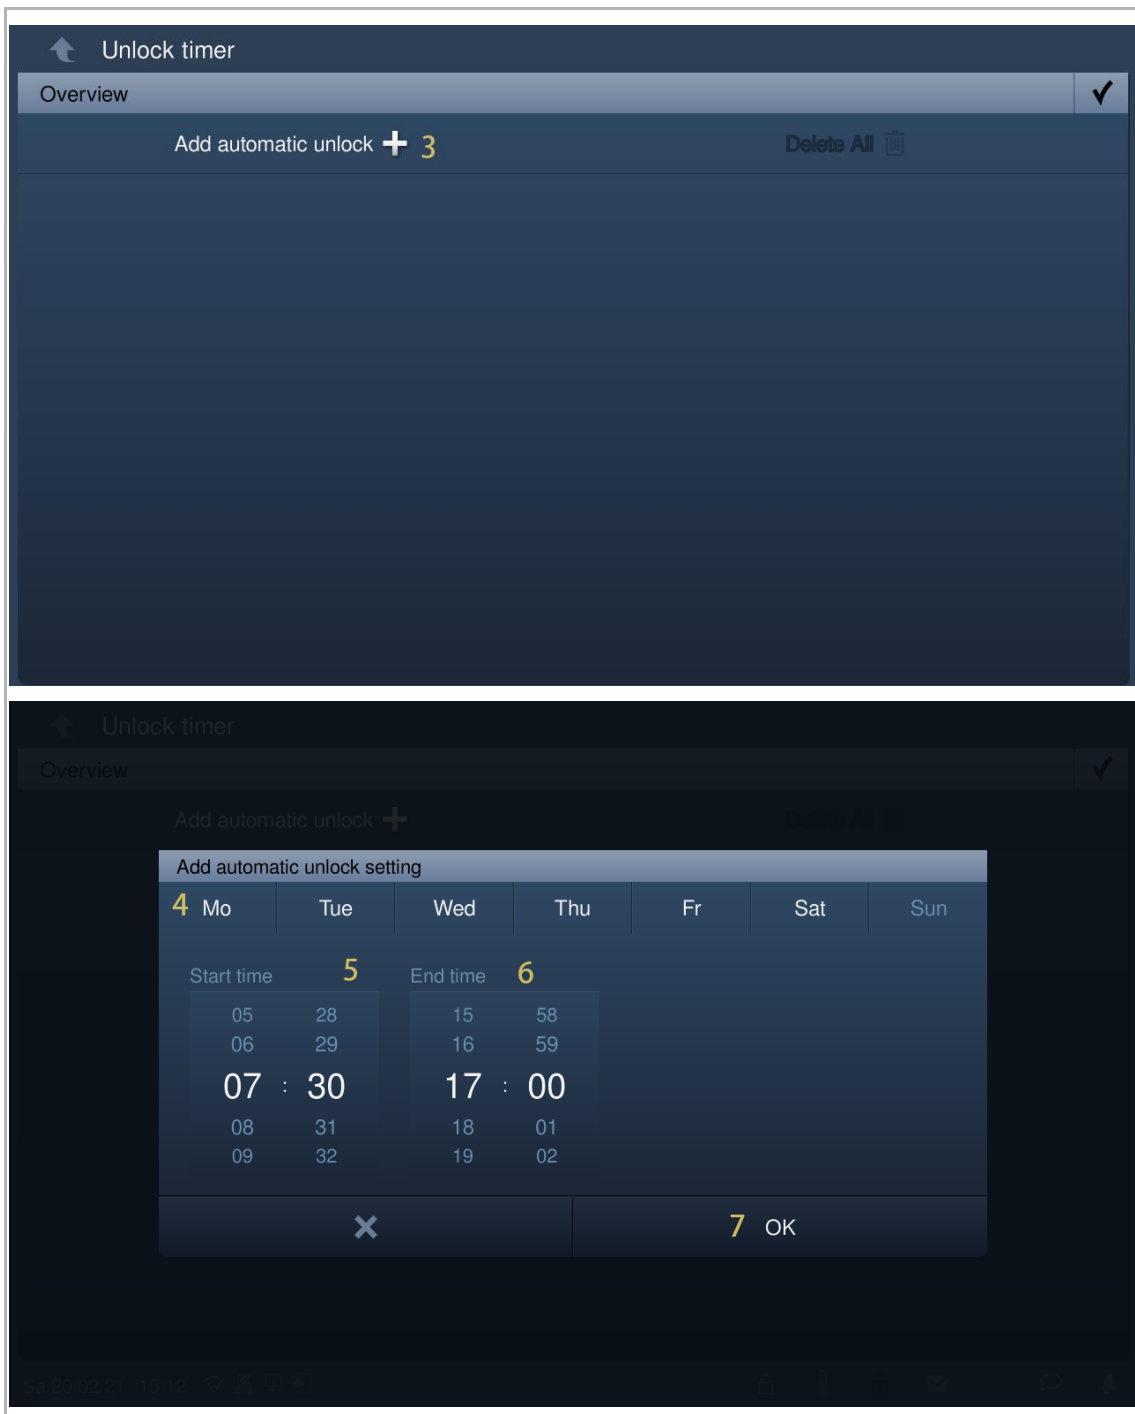 Unlock timer
Overview
Add automatic unlock 3 Delete All
Unlock timer
Overview
Add automatic unlock
Add automatic unlock setting
4 Mo Tue Wed Thu Fr Sat Sun
Start time 5 End time 6
05 28 15 58
06 29 16 59
07 : 30 17 : 00
08 31 18 01
09 32 19 02
7 OK